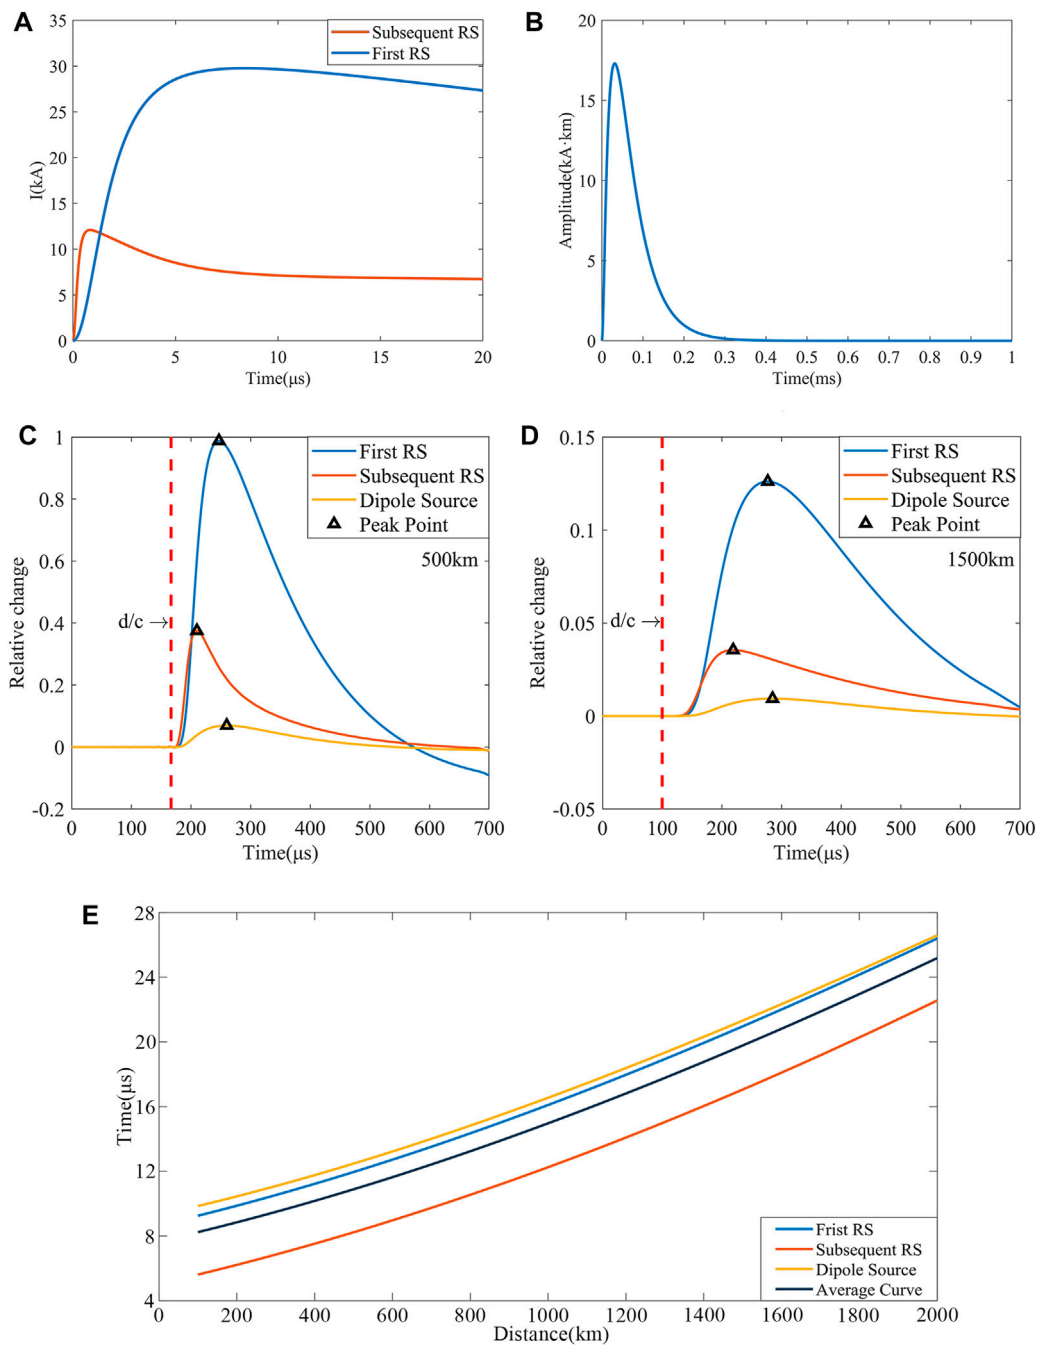 A
35
30
25
20
15
10
5
0
I(kA)
0 5 10 15 20
Time(μs)
Subsequent RS
First RS
B
20
15
10
5
0
Amplitude(kA·km)
0 0.1 0.2 0.3 0.4 0.5 0.6 0.7 0.8 0.9 1
Time(ms)
C
1
0.8
0.6
0.4
0.2
0
-0.2
Relative change
0 100 200 300 400 500 600 700
Time(μs)
First RS
Subsequent RS
Dipole Source
Peak Point
500km
d/c→
D
0.15
0.1
0.05
0
-0.05
Relative change
0 100 200 300 400 1500 600 700
Time(μs)
First RS
Subsequent RS
Dipole Source
Peak Point
1500km
d/c→
E
28
24
20
16
12
8
4
Time(μs)
0 200 400 600 800 1000 1200 1400 1600 1800 2000
Distance(km)
Frist RS
Subsequent RS
Dipole Source
Average Curve